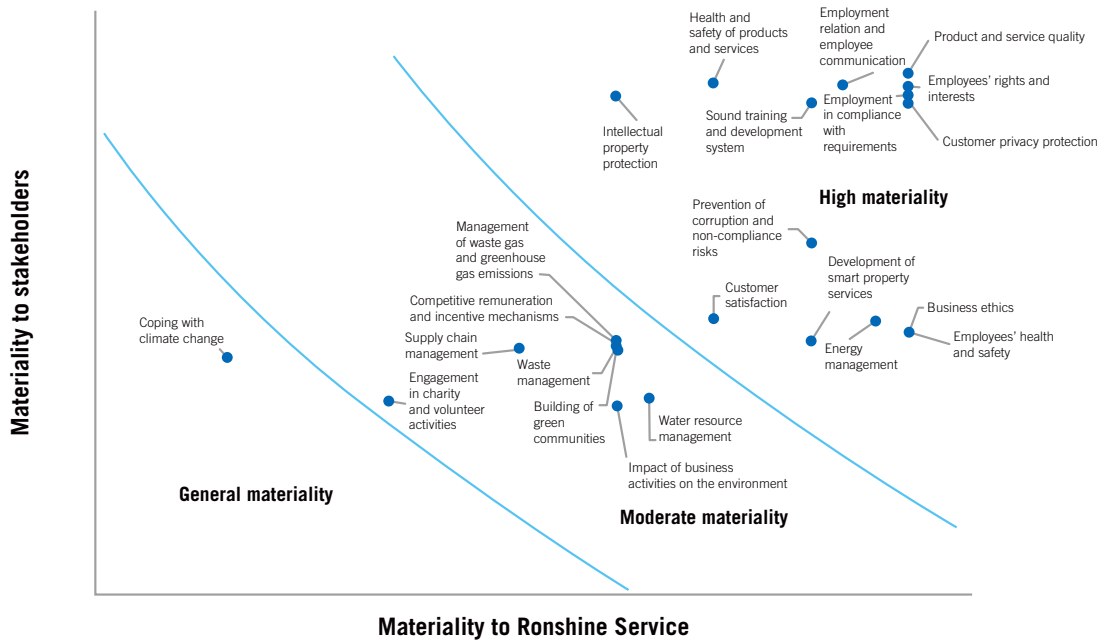 Health and
safety of products
and services
Employment
relation and
employee
communication
Product and service quality
Employees' rights and
interests
Intellectual
property
protection
Sound training
and development
system
Employment
in compliance
with
requirements
Customer privacy protection
High materiality
Prevention of
corruption and
non-compliance
risks
Management
of waste gas
and greenhouse
gas emissions
Development of
smart property
services
Customer
satisfaction
Competitive remuneration
and incentive mechanisms
Business ethics
Coping with
climate change
Supply chain
management
Employees' health
and safety
Energy
management
Waste
management
Engagement
in charity
and volunteer
activities
Building of
green
communities
Water resource
management
Impact of business
activities on the environment
General materiality
Moderate materiality
Materiality to stakeholders
Materiality to Ronshine Service